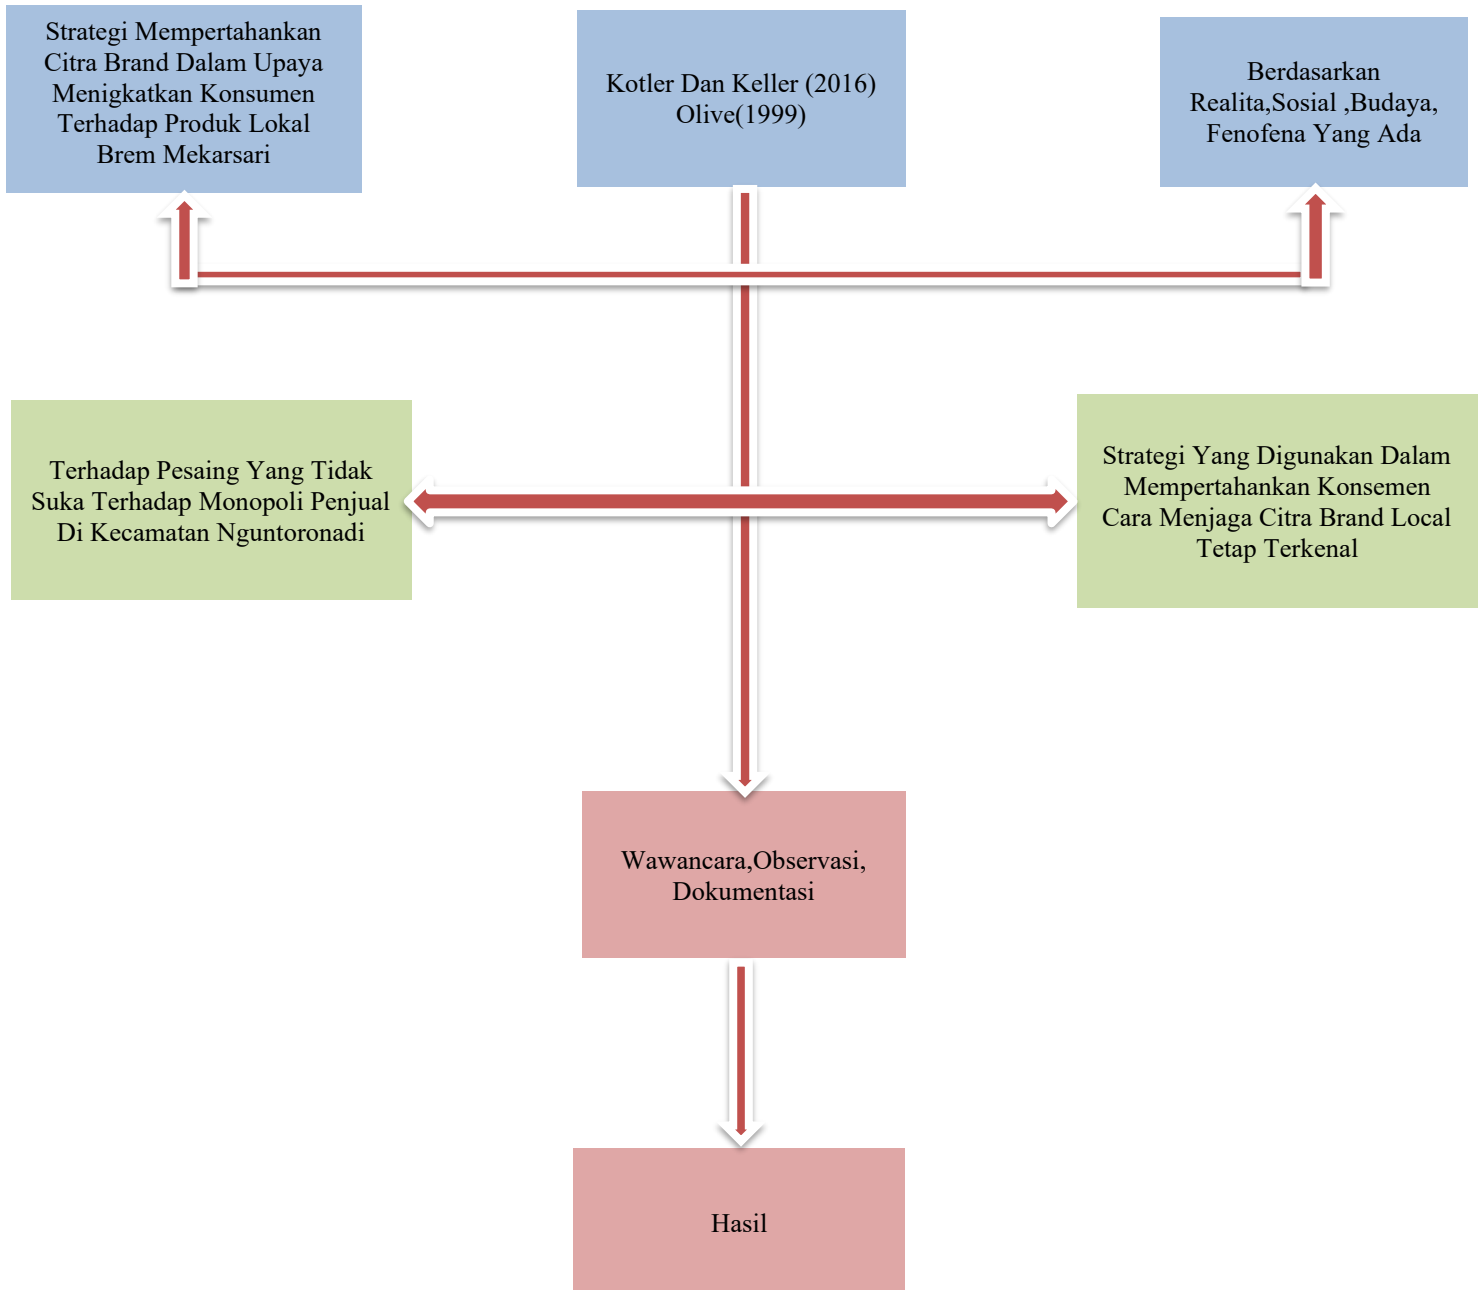 Strategi Mempertahankan
Citra Brand Dalam Upaya
Menigkatkan Konsumen
Terhadap Produk Lokal
Brem Mekarsari
Kotler Dan Keller (2016)
Olive(1999)
Berdasarkan
Realita,Sosial ,Budaya,
Fenofena Yang Ada
Terhadap Pesaing Yang Tidak
Suka Terhadap Monopoli Penjual
Di Kecamatan Nguntoronadi
Strategi Yang Digunakan Dalam
Mempertahankan Konsemen
Cara Menjaga Citra Brand Local
Tetap Terkenal
Wawancara,Observasi,
Dokumentasi
Hasil